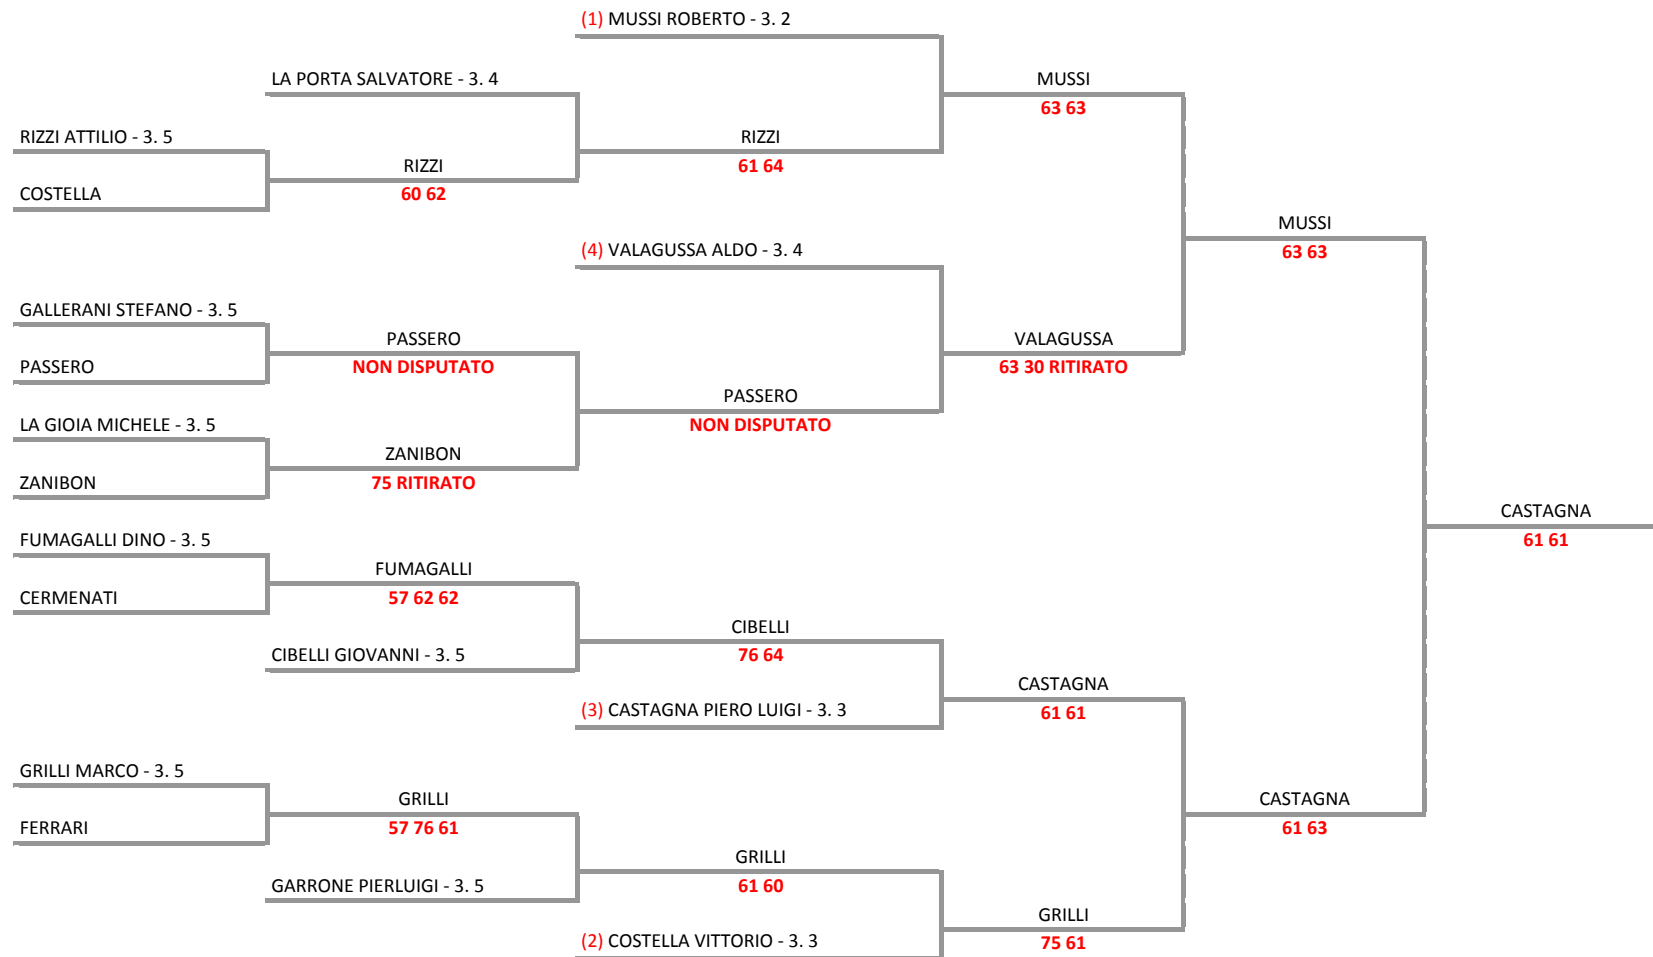 (1) MUSSI ROBERTO - 3. 2
LA PORTA SALVATORE - 3. 4
MUSSI
63 63
RIZZI ATTILIO - 3. 5
RIZZI
61 64
RIZZI
60 62
COSTELLA
MUSSI
63 63
(4) VALAGUSSA ALDO - 3. 4
GALLERANI STEFANO - 3. 5
PASSERO
NON DISPUTATO
VALAGUSSA
63 30 RITIRATO
PASSERO
PASSERO
NON DISPUTATO
LA GIOIA MICHELE - 3. 5
ZANIBON
75 RITIRATO
ZANIBON
CASTAGNA
61 61
FUMAGALLI DINO - 3. 5
FUMAGALLI
57 62 62
CERMENATI
CIBELLI
76 64
CIBELLI GIOVANNI - 3. 5
CASTAGNA
61 61
(3) CASTAGNA PIERO LUIGI - 3. 3
GRILLI MARCO - 3. 5
GRILLI
57 76 61
CASTAGNA
61 63
FERRARI
GRILLI
61 60
GARRONE PIERLUIGI - 3. 5
GRILLI
75 61
(2) COSTELLA VITTORIO - 3. 3